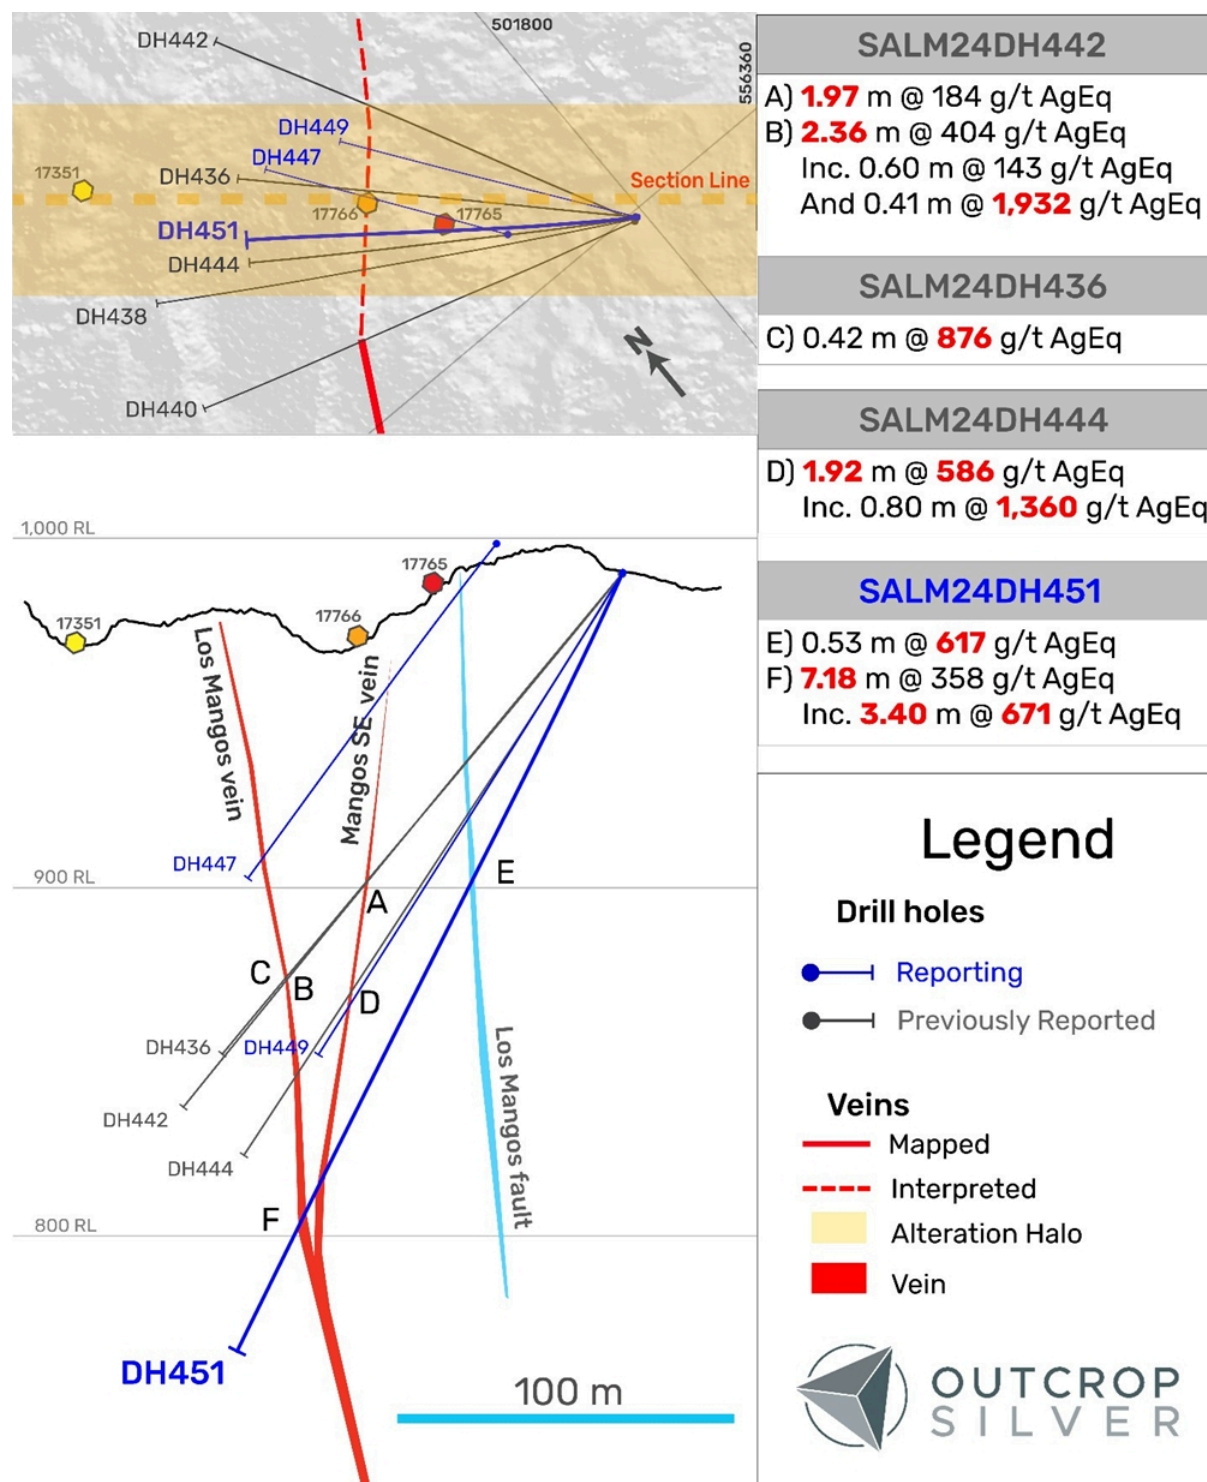 501800
556360
DH442
DH449
DH447
17351
DH436
Section Line
17766
17765
DH451
DH444
DH438
N
DH440
SALM24DH442
A) 1.97 m @ 184 g/t AgEq
B) 2.36 m @ 404 g/t AgEq
Inc. 0.60 m @ 143 g/t AgEq
And 0.41 m @ 1,932 g/t AgEq
SALM24DH436
C) 0.42 m @ 876 g/t AgEq
SALM24DH444
D) 1.92 m @ 586 g/t AgEq
Inc. 0.80 m @ 1,360 g/t AgEq
SALM24DH451
E) 0.53 m @ 617 g/t AgEq
F) 7.18 m @ 358 g/t AgEq
Inc. 3.40 m @ 671 g/t AgEq
1,000 RL
17765
17351
17766
Los Mangos vein
Mangos SE vein
DH447
900 RL
E
A
C
B
D
DH436
DH449
DH442
DH444
Los Mangos fault
F
800 RL
DH451
100 m
Legend
Drill holes
Reporting
Previously Reported
Veins
Mapped
Interpreted
Alteration Halo
Vein
OUTCROP
SILVER